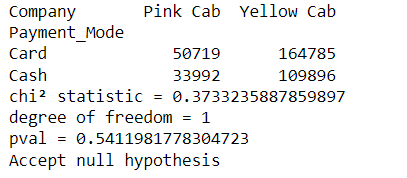 Company Pink Cab Yellow Cab
Payment_Mode
Card 50719 164785
Cash 33992 109896
chi² statistic = 0.3733235887859897
degree of freedom = 1
pval = 0.5411981778304723
Accept null hypothesis